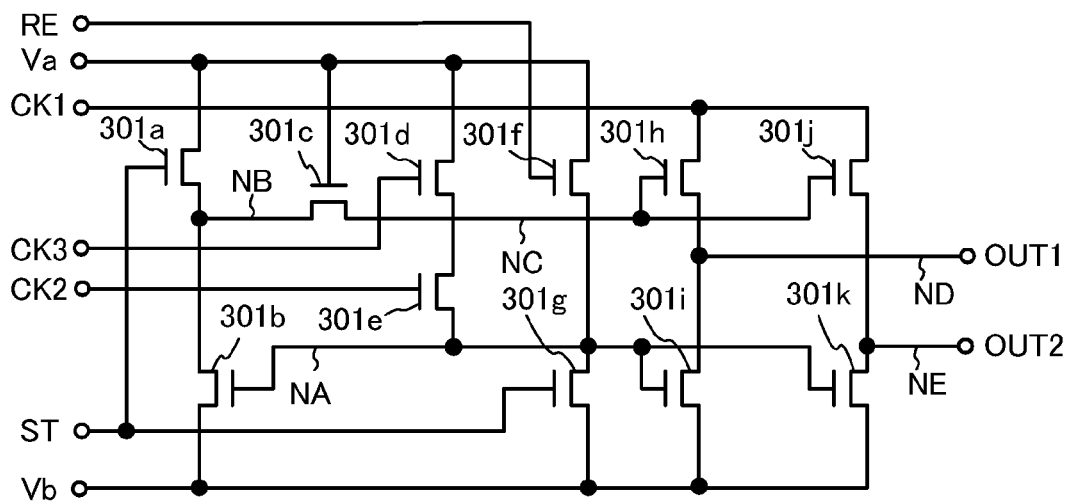 RE
Va
CK1
301a
301c
301d
301f
301h
301j
NB
CK3
NC
OUT1
ND
CK2
301b
301e
301g
301i
301k
OUT2
NA
NE
ST
Vb